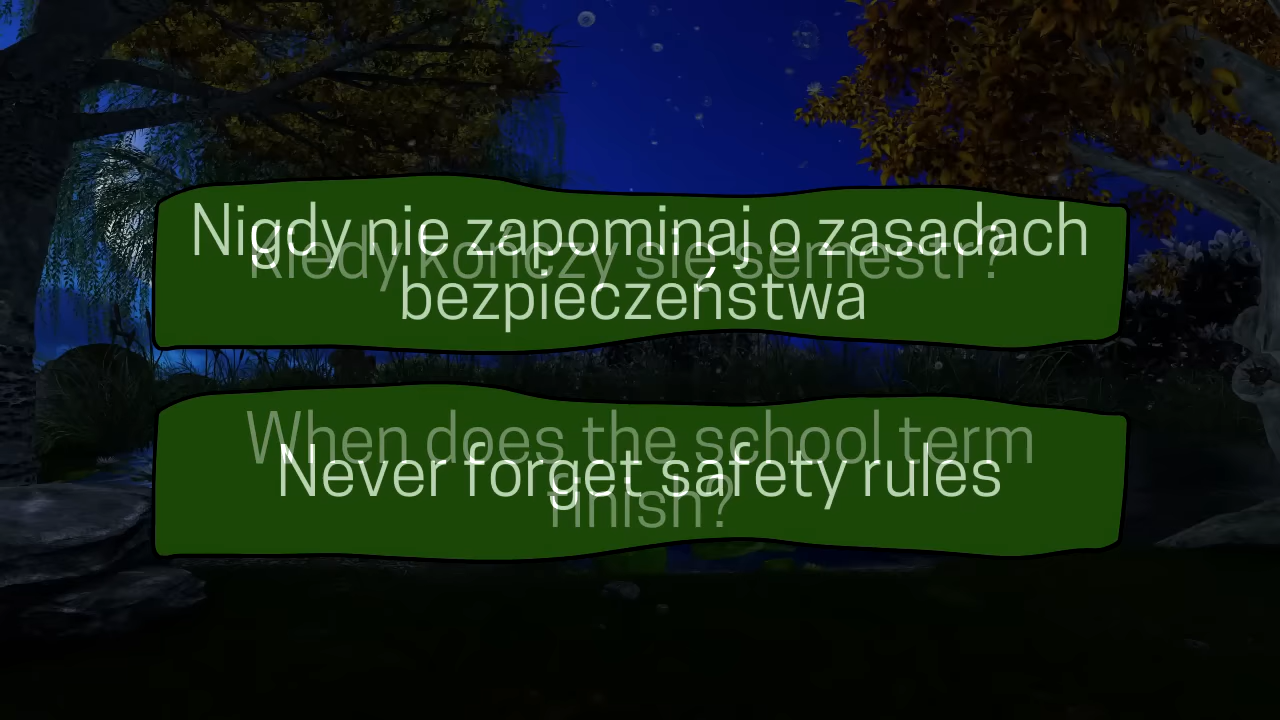 Nigdy nie zapominaj o zasadach
bezpieczeństwa
Kiedy kończy się semestr?
Never forget safety rules
When does the school term
finish?